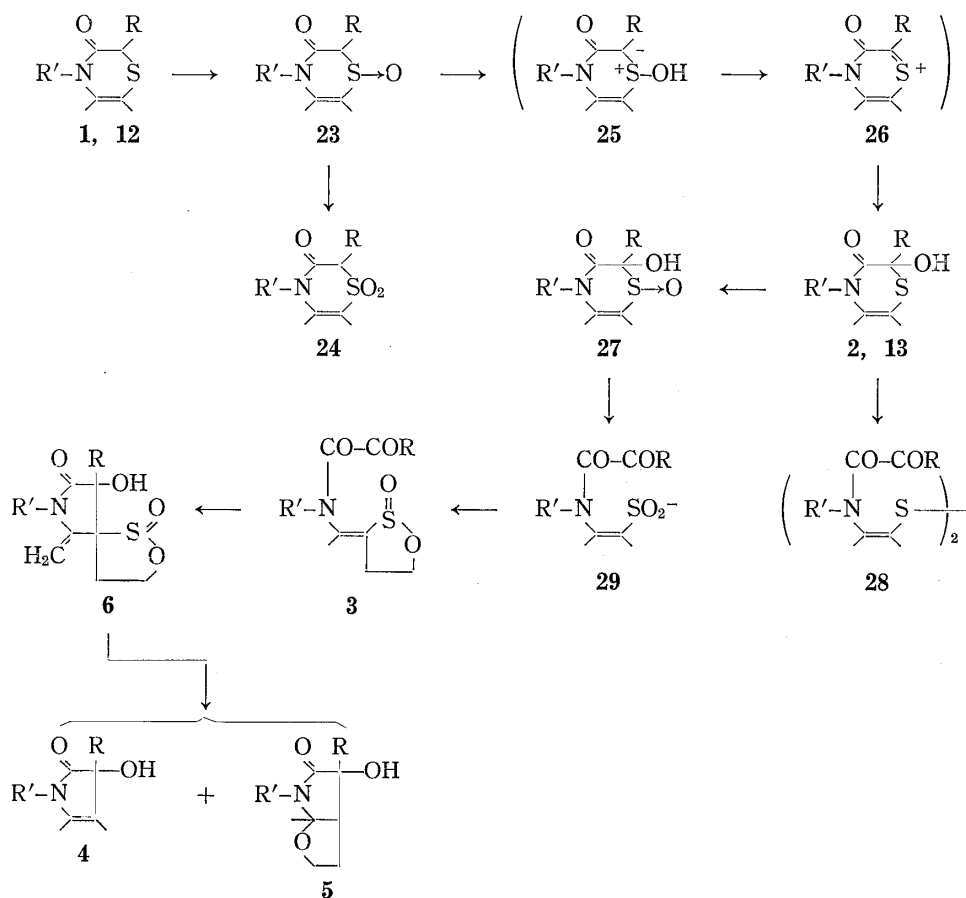 O R O R O R O R
R'–N S R'–N S→O ( R'–N +S–OH – R'–N S+ )
1, 12 23 25 26
O R O R OH O R OH
R'–N SO₂ R'–N S→O R'–N S
24 27 2, 13
O R OH CO–COR CO–COR CO–COR
R'–N S O O R'–N O S O R'–N SO₂⁻ ( R'–N S )₂
H₂C
6 3 29 28
O R OH O R OH
R'–N + R'–N
O
4 5